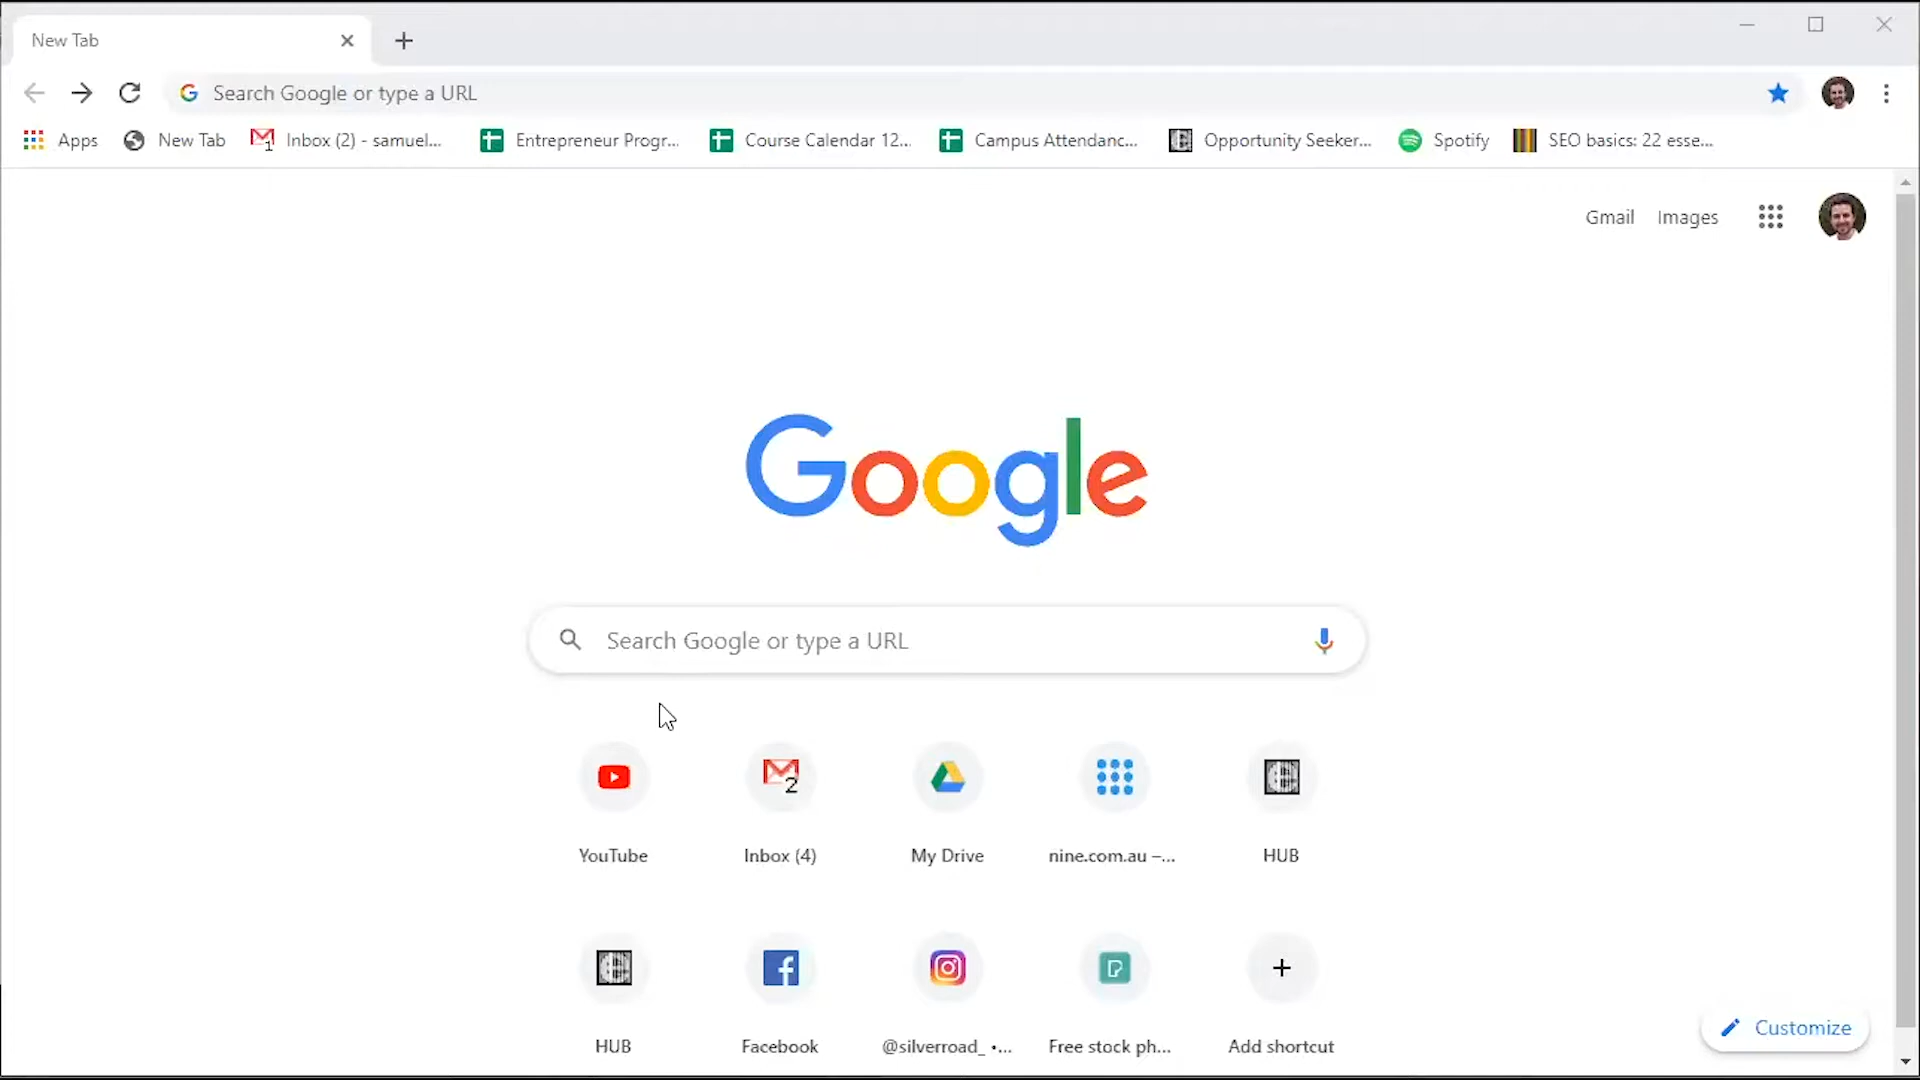 New Tab
Search Google or type a URL
Apps New Tab Inbox (2) - samuel... Entrepreneur Progr... Course Calendar 12... Campus Attendanc... Opportunity Seeker... Spotify SEO basics: 22 esse...
Gmail Images
Google
Search Google or type a URL
2
YouTube Inbox (4) My Drive nine.com.au –... HUB
HUB Facebook @silverroad_ •... Free stock ph... Add shortcut
Customize